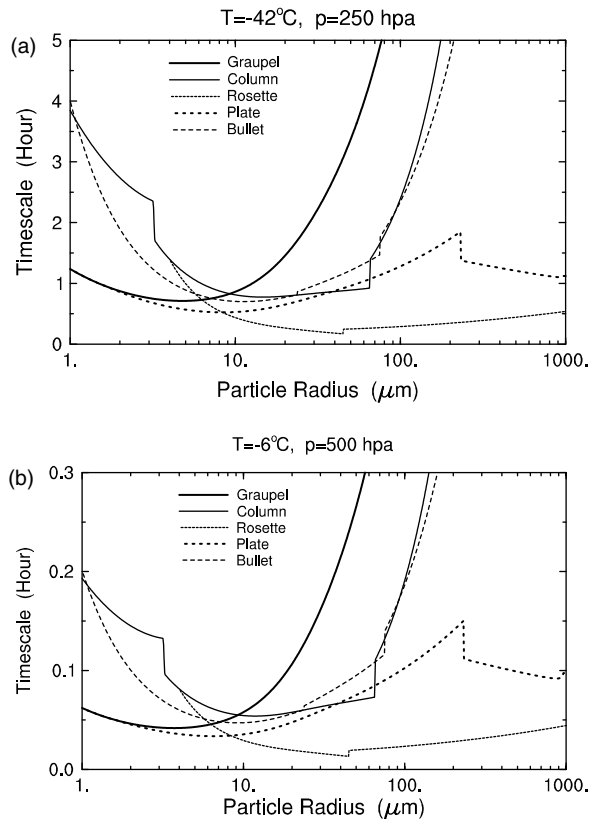 T=-42°C, p=250 hpa
(a)
5
4
3
2
1
0
Timescale (Hour)
Graupel
Column
Rosette
Plate
Bullet
1. 10. 100. 1000.
Particle Radius (μm)
T=-6°C, p=500 hpa
(b)
0.3
0.2
0.1
0.0
Timescale (Hour)
Graupel
Column
Rosette
Plate
Bullet
1. 10. 100. 1000.
Particle Radius (μm)